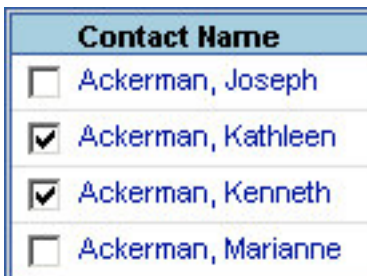 Contact Name
Ackerman, Joseph
Ackerman, Kathleen
Ackerman, Kenneth
Ackerman, Marianne